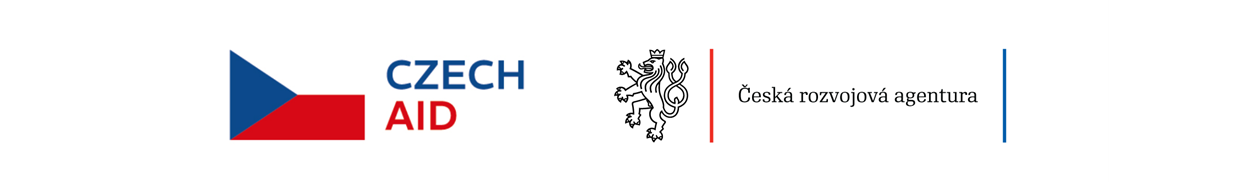 CZECH
AID
Česká rozvojová agentura